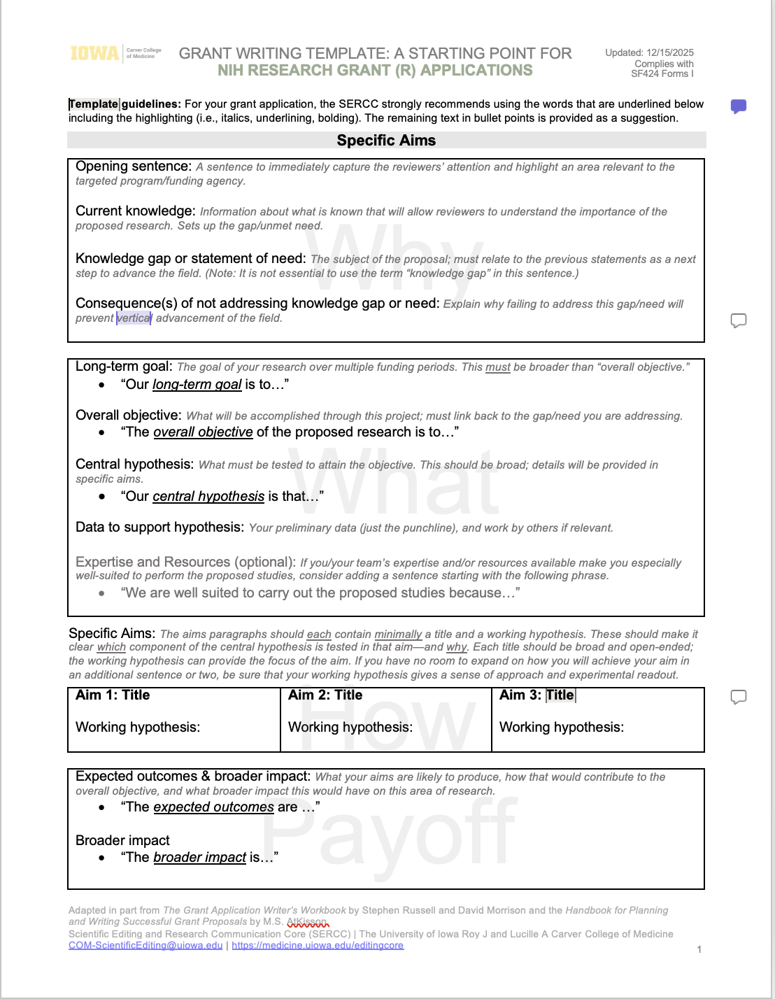 IOWA
Carver College
of Medicine
GRANT WRITING TEMPLATE: A STARTING POINT FOR
NIH RESEARCH GRANT (R) APPLICATIONS
Updated: 12/15/2025
Complies with
SF424 Forms I
Template guidelines: For your grant application, the SERCC strongly recommends using the words that are underlined below
including the highlighting (i.e., italics, underlining, bolding). The remaining text in bullet points is provided as a suggestion.
Specific Aims
Why
Opening sentence: A sentence to immediately capture the reviewers’ attention and highlight an area relevant to the
targeted program/funding agency.
Current knowledge: Information about what is known that will allow reviewers to understand the importance of the
proposed research. Sets up the gap/unmet need.
Knowledge gap or statement of need: The subject of the proposal; must relate to the previous statements as a next
step to advance the field. (Note: It is not essential to use the term “knowledge gap” in this sentence.)
Consequence(s) of not addressing knowledge gap or need: Explain why failing to address this gap/need will
prevent vertical advancement of the field.
What
Long-term goal: The goal of your research over multiple funding periods. This must be broader than “overall objective.”
• “Our long-term goal is to…”
Overall objective: What will be accomplished through this project; must link back to the gap/need you are addressing.
• “The overall objective of the proposed research is to…”
Central hypothesis: What must be tested to attain the objective. This should be broad; details will be provided in
specific aims.
• “Our central hypothesis is that…”
Data to support hypothesis: Your preliminary data (just the punchline), and work by others if relevant.
Expertise and Resources (optional): If you/your team’s expertise and/or resources available make you especially
well-suited to perform the proposed studies, consider adding a sentence starting with the following phrase.
• “We are well suited to carry out the proposed studies because…”
Specific Aims: The aims paragraphs should each contain minimally a title and a working hypothesis. These should make it
clear which component of the central hypothesis is tested in that aim—and why. Each title should be broad and open-ended;
the working hypothesis can provide the focus of the aim. If you have no room to expand on how you will achieve your aim in
an additional sentence or two, be sure that your working hypothesis gives a sense of approach and experimental readout.
How
Aim 1: Title
Working hypothesis:
Aim 2: Title
Working hypothesis:
Aim 3: Title
Working hypothesis:
Payoff
Expected outcomes & broader impact: What your aims are likely to produce, how that would contribute to the
overall objective, and what broader impact this would have on this area of research.
• “The expected outcomes are …”
Broader impact
• “The broader impact is…”
Adapted in part from The Grant Application Writer’s Workbook by Stephen Russell and David Morrison and the Handbook for Planning
and Writing Successful Grant Proposals by M.S. AtKisson.
Scientific Editing and Research Communication Core (SERCC) | The University of Iowa Roy J and Lucille A Carver College of Medicine
COM-ScientificEditing@uiowa.edu | https://medicine.uiowa.edu/editingcore
1